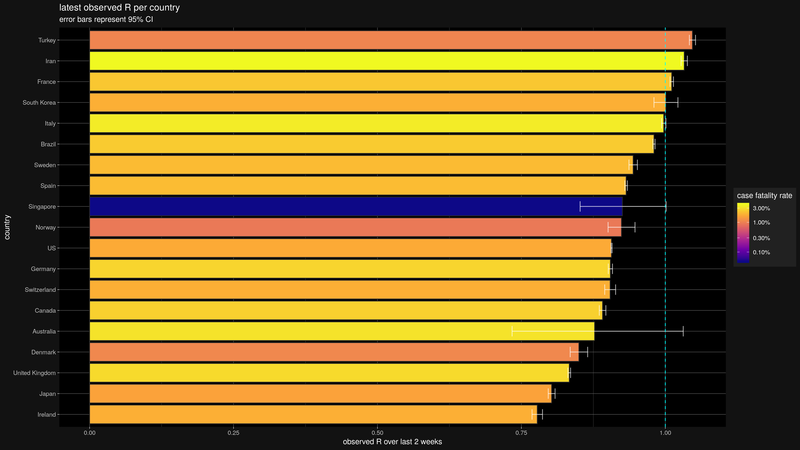 latest observed R per country
error bars represent 95% CI
country
Turkey
Iran
France
South Korea
Italy
Brazil
Sweden
Spain
Singapore
Norway
US
Germany
Switzerland
Canada
Australia
Denmark
United Kingdom
Japan
Ireland
0.00 0.25 0.50 0.75 1.00
observed R over last 2 weeks
case fatality rate
3.00%
1.00%
0.30%
0.10%